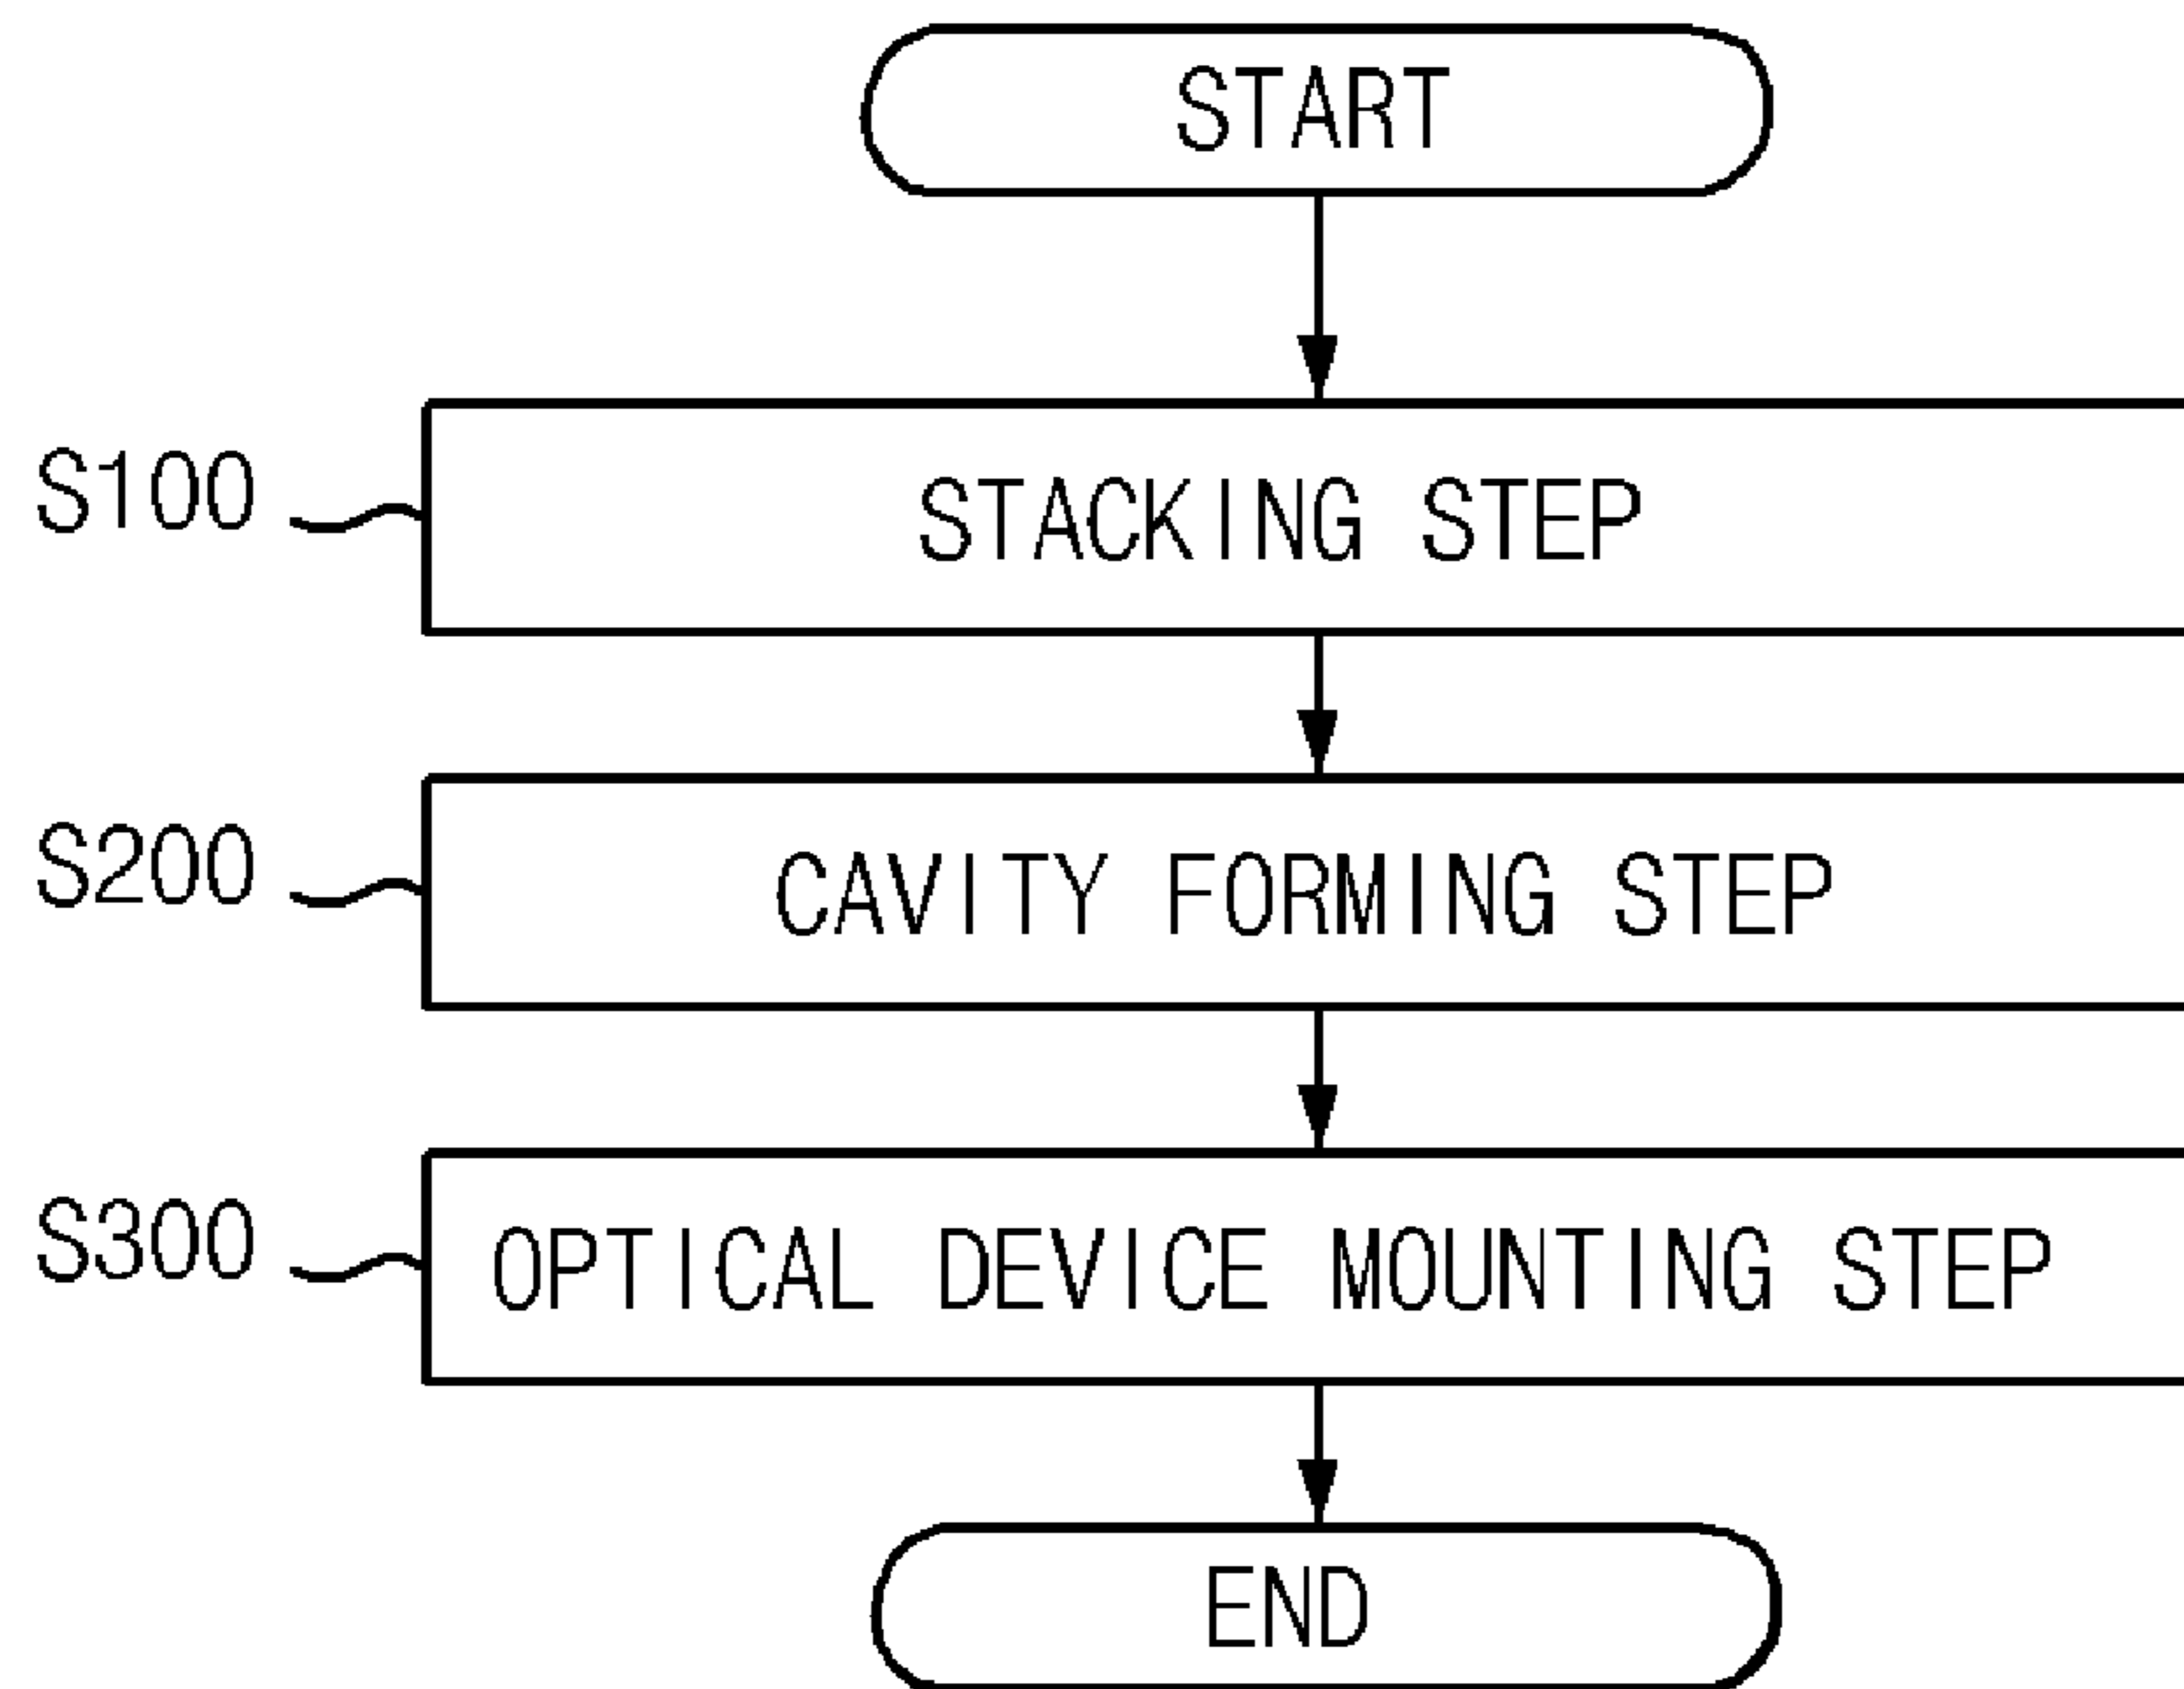 START
S100
STACKING STEP
S200
CAVITY FORMING STEP
S300
OPTICAL DEVICE MOUNTING STEP
END